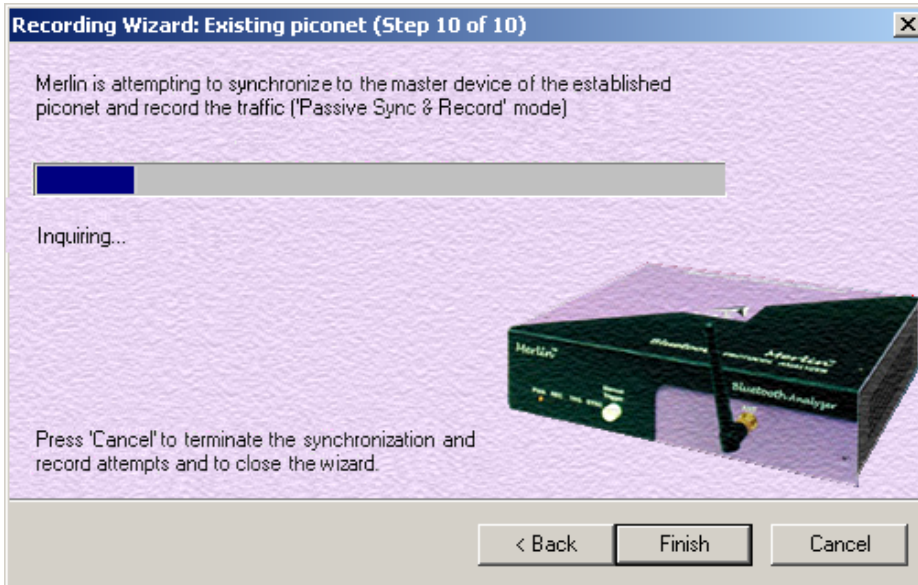 Recording Wizard: Existing piconet (Step 10 of 10)
Merlin is attempting to synchronize to the master device of the established
piconet and record the traffic ('Passive Sync & Record' mode)
Inquiring...
Merlin™
Merlin™
Bluetooth Analyzer
Press 'Cancel' to terminate the synchronization and
record attempts and to close the wizard.
< Back
Finish
Cancel